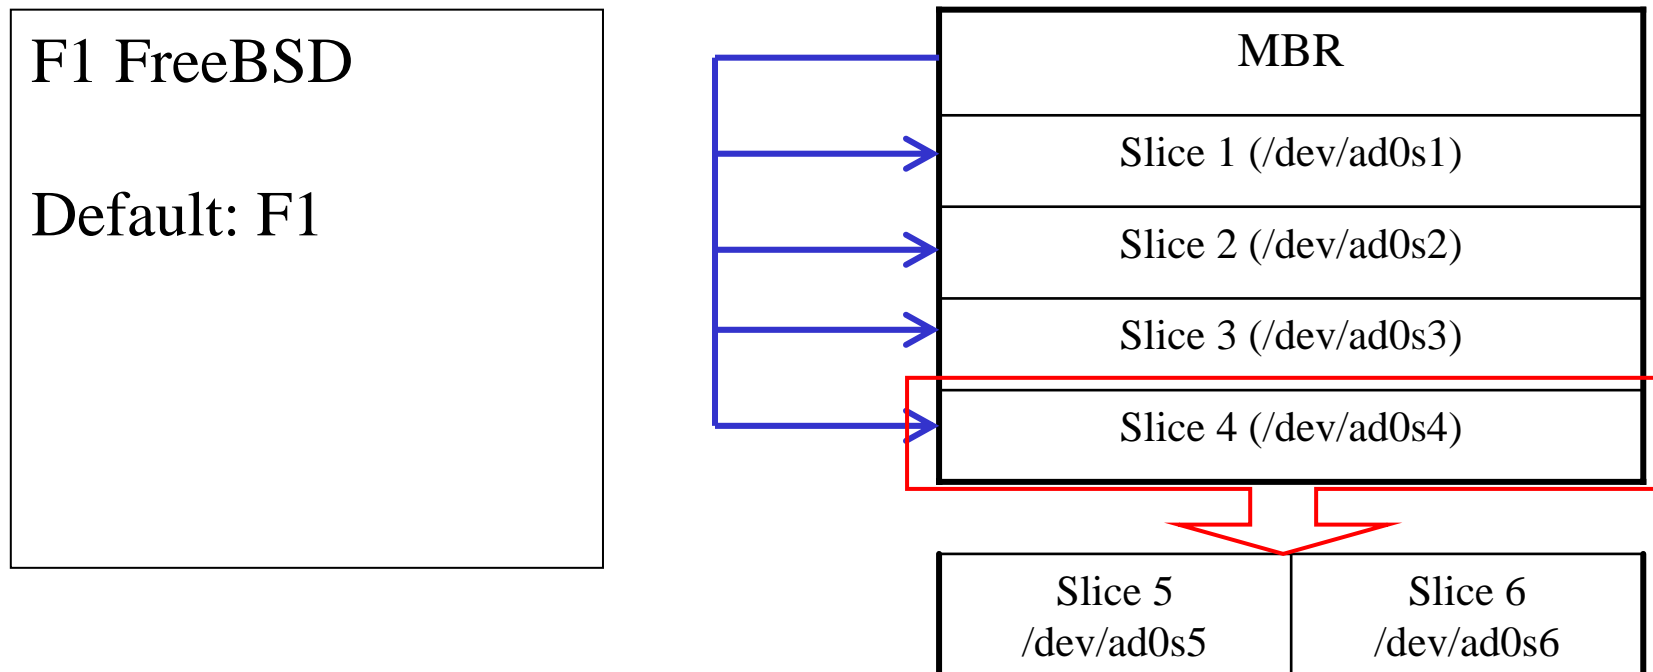 F1 FreeBSD
Default: F1
MBR
Slice 1 (/dev/ad0s1)
Slice 2 (/dev/ad0s2)
Slice 3 (/dev/ad0s3)
Slice 4 (/dev/ad0s4)
Slice 5
/dev/ad0s5
Slice 6
/dev/ad0s6